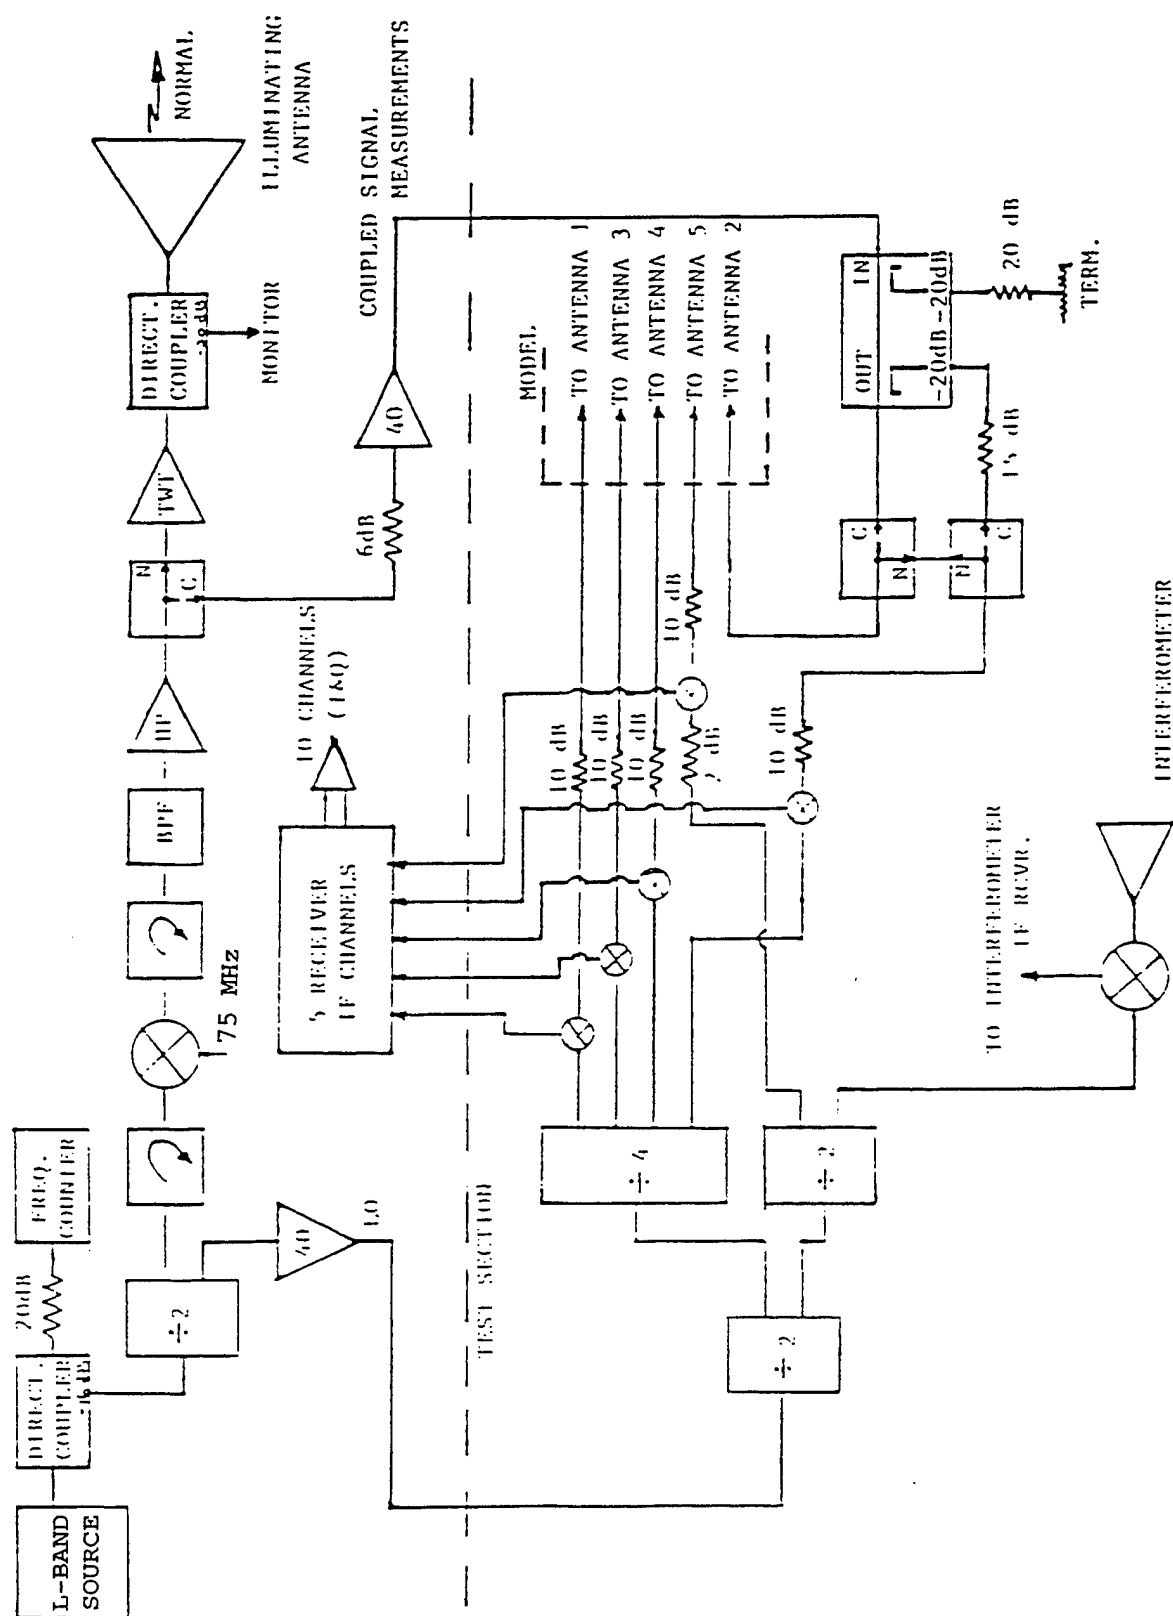 L-BAND
SOURCE
DIRECT.
COUPLER
20dB
FREQ.
COUNTER
÷2
40
LO
75 MHz
BPF
N
C
TWT
DIRECT.
COUPLER
MONITOR
NORMAL
ILLUMINATING
ANTENNA
6dB
40
COUPLED SIGNAL
MEASUREMENTS
5 RECEIVER
IF CHANNELS
10 CHANNELS
(I&Q)
TEST SECTION
÷2
÷4
÷2
10 dB
10 dB
10 dB
dB
10 dB
10 dB
MODEL
TO ANTENNA 1
TO ANTENNA 3
TO ANTENNA 4
TO ANTENNA 5
TO ANTENNA 2
C
N
N
C
OUT
IN
-20dB
-20dB
15 dB
20 dB
TERM.
TO INTERFEROMETER
IF RCVR.
INTERFEROMETER